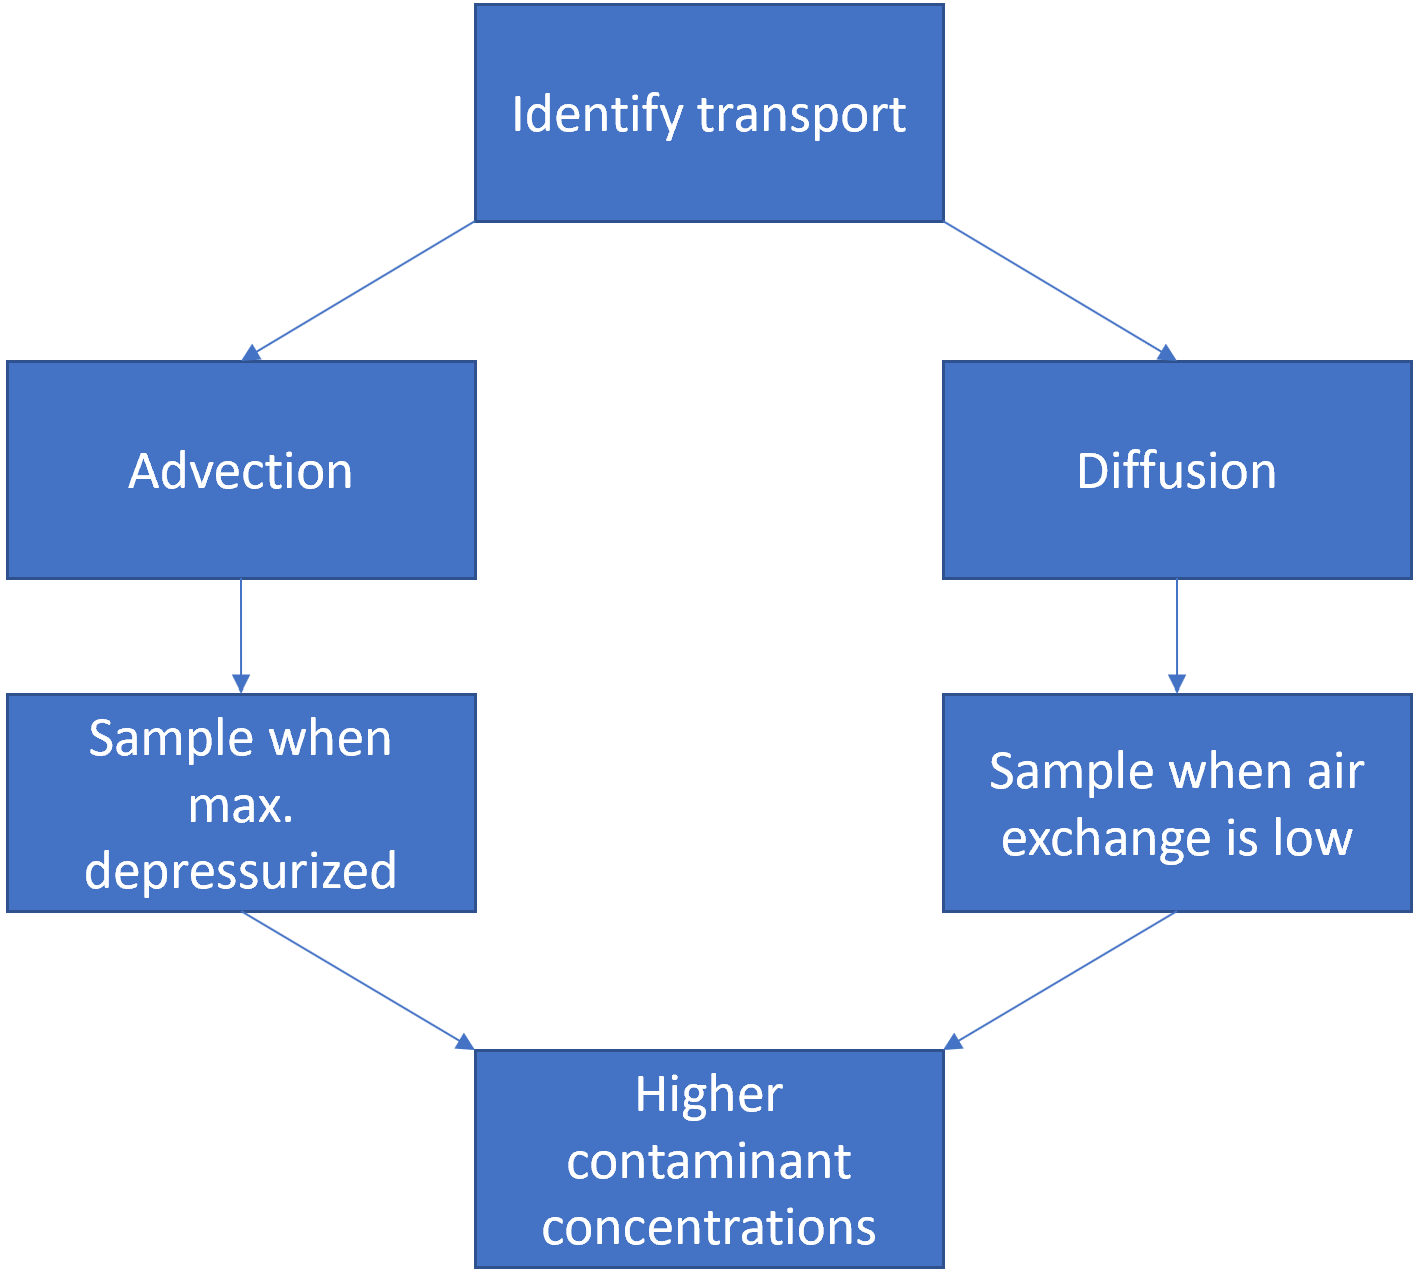 Identify transport
Advection
Diffusion
Sample when
max.
depressurized
Sample when air
exchange is low
Higher
contaminant
concentrations